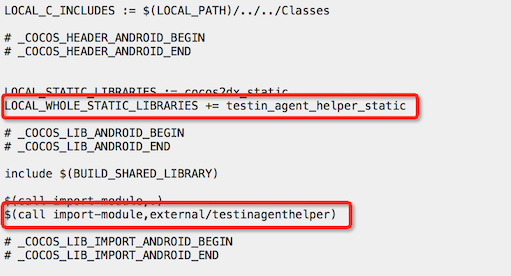 LOCAL_C_INCLUDES := $(LOCAL_PATH)/../../Classes
# _COCOS_HEADER_ANDROID_BEGIN
# _COCOS_HEADER_ANDROID_END
LOCAL_STATIC_LIBRARIES := cocos2dx_static
LOCAL_WHOLE_STATIC_LIBRARIES += testin_agent_helper_static
# _COCOS_LIB_ANDROID_BEGIN
# _COCOS_LIB_ANDROID_END
include $(BUILD_SHARED_LIBRARY)
$(call import-module,.)
$(call import-module,external/testinagenthelper)
# _COCOS_LIB_IMPORT_ANDROID_BEGIN
# _COCOS_LIB_IMPORT_ANDROID_END